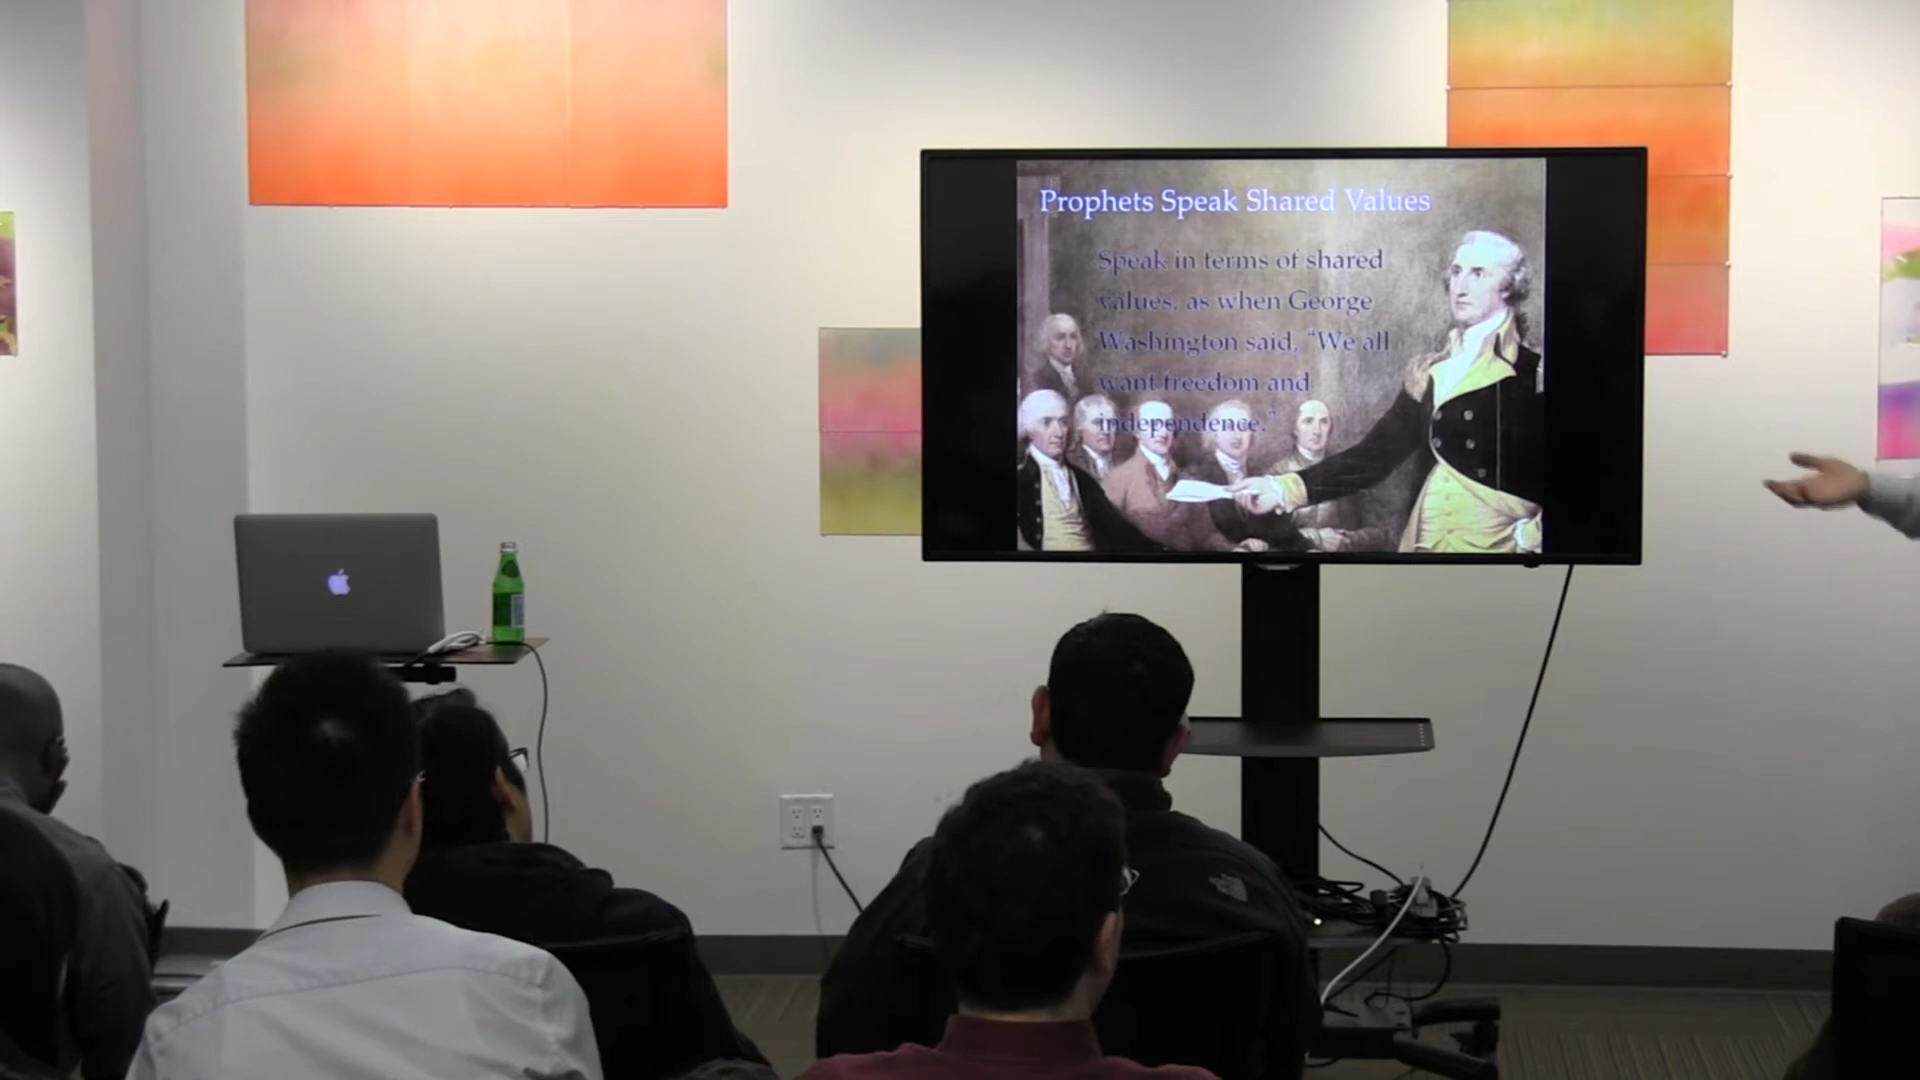 Prophets Speak Shared Values
Speak in terms of shared
values, as when George
Washington said, "We all
want freedom and
independence."